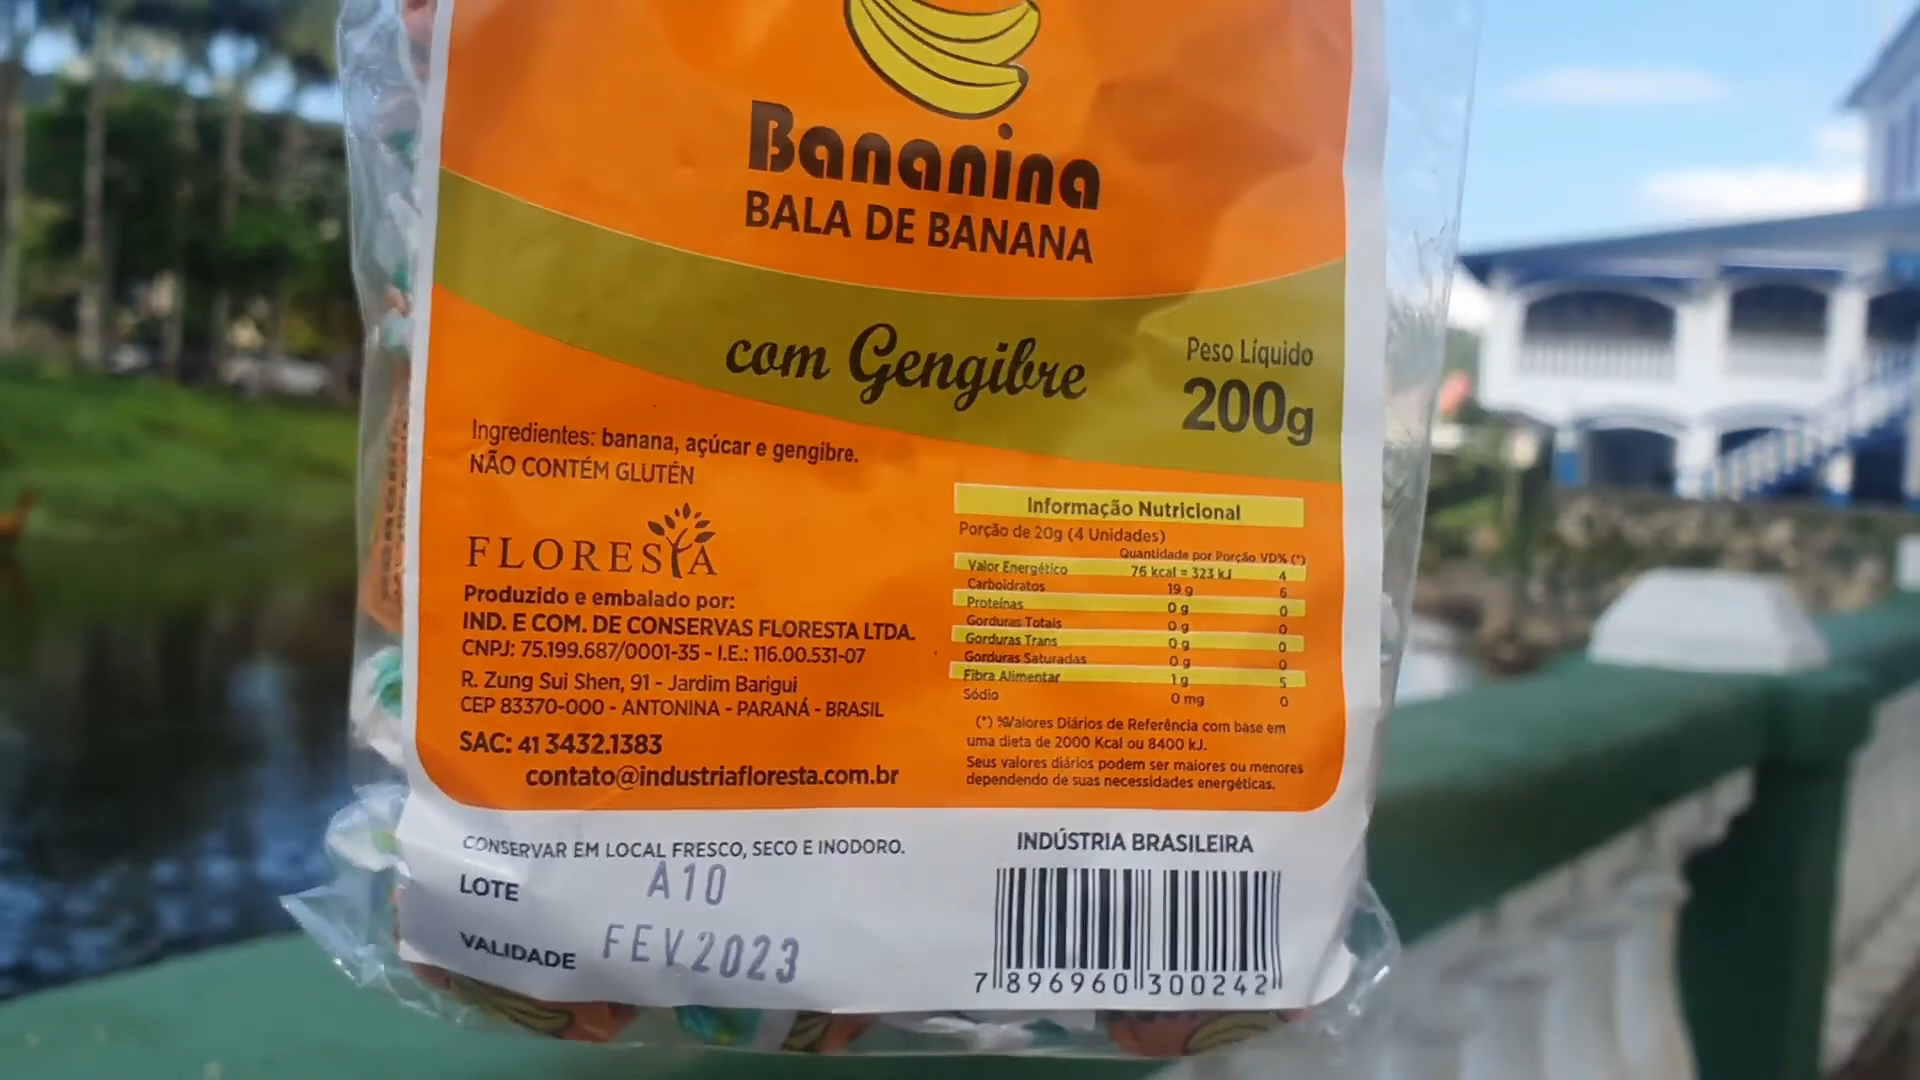 Bananina
BALA DE BANANA
com Gengibre
Peso Líquido
200g
Ingredientes: banana, açúcar e gengibre.
NÃO CONTÉM GLUTÉN
FLORESTA
Produzido e embalado por:
IND. E COM. DE CONSERVAS FLORESTA LTDA.
CNPJ: 75.199.687/0001-35 - I.E.: 116.00.531-07
R. Zung Sui Shen, 91 - Jardim Barigui
CEP 83370-000 - ANTONINA - PARANÁ - BRASIL
SAC: 41 3432.1383
contato@industriafloresta.com.br
Informação Nutricional
Porção de 20g (4 Unidades)
Quantidade por Porção VD% (*)
Valor Energético 76 kcal = 323 kJ 4
Carboidratos 19 g 6
Proteínas 0 g 0
Gorduras Totais 0 g 0
Gorduras Trans 0 g 0
Gorduras Saturadas 0 g 0
Fibra Alimentar 1 g 5
Sódio 0 mg 0
(*) %Valores Diários de Referência com base em
uma dieta de 2000 Kcal ou 8400 kJ.
Seus valores diários podem ser maiores ou menores
dependendo de suas necessidades energéticas.
CONSERVAR EM LOCAL FRESCO, SECO E INODORO.
LOTE A10
VALIDADE FEV2023
INDÚSTRIA BRASILEIRA
7 896960 300242